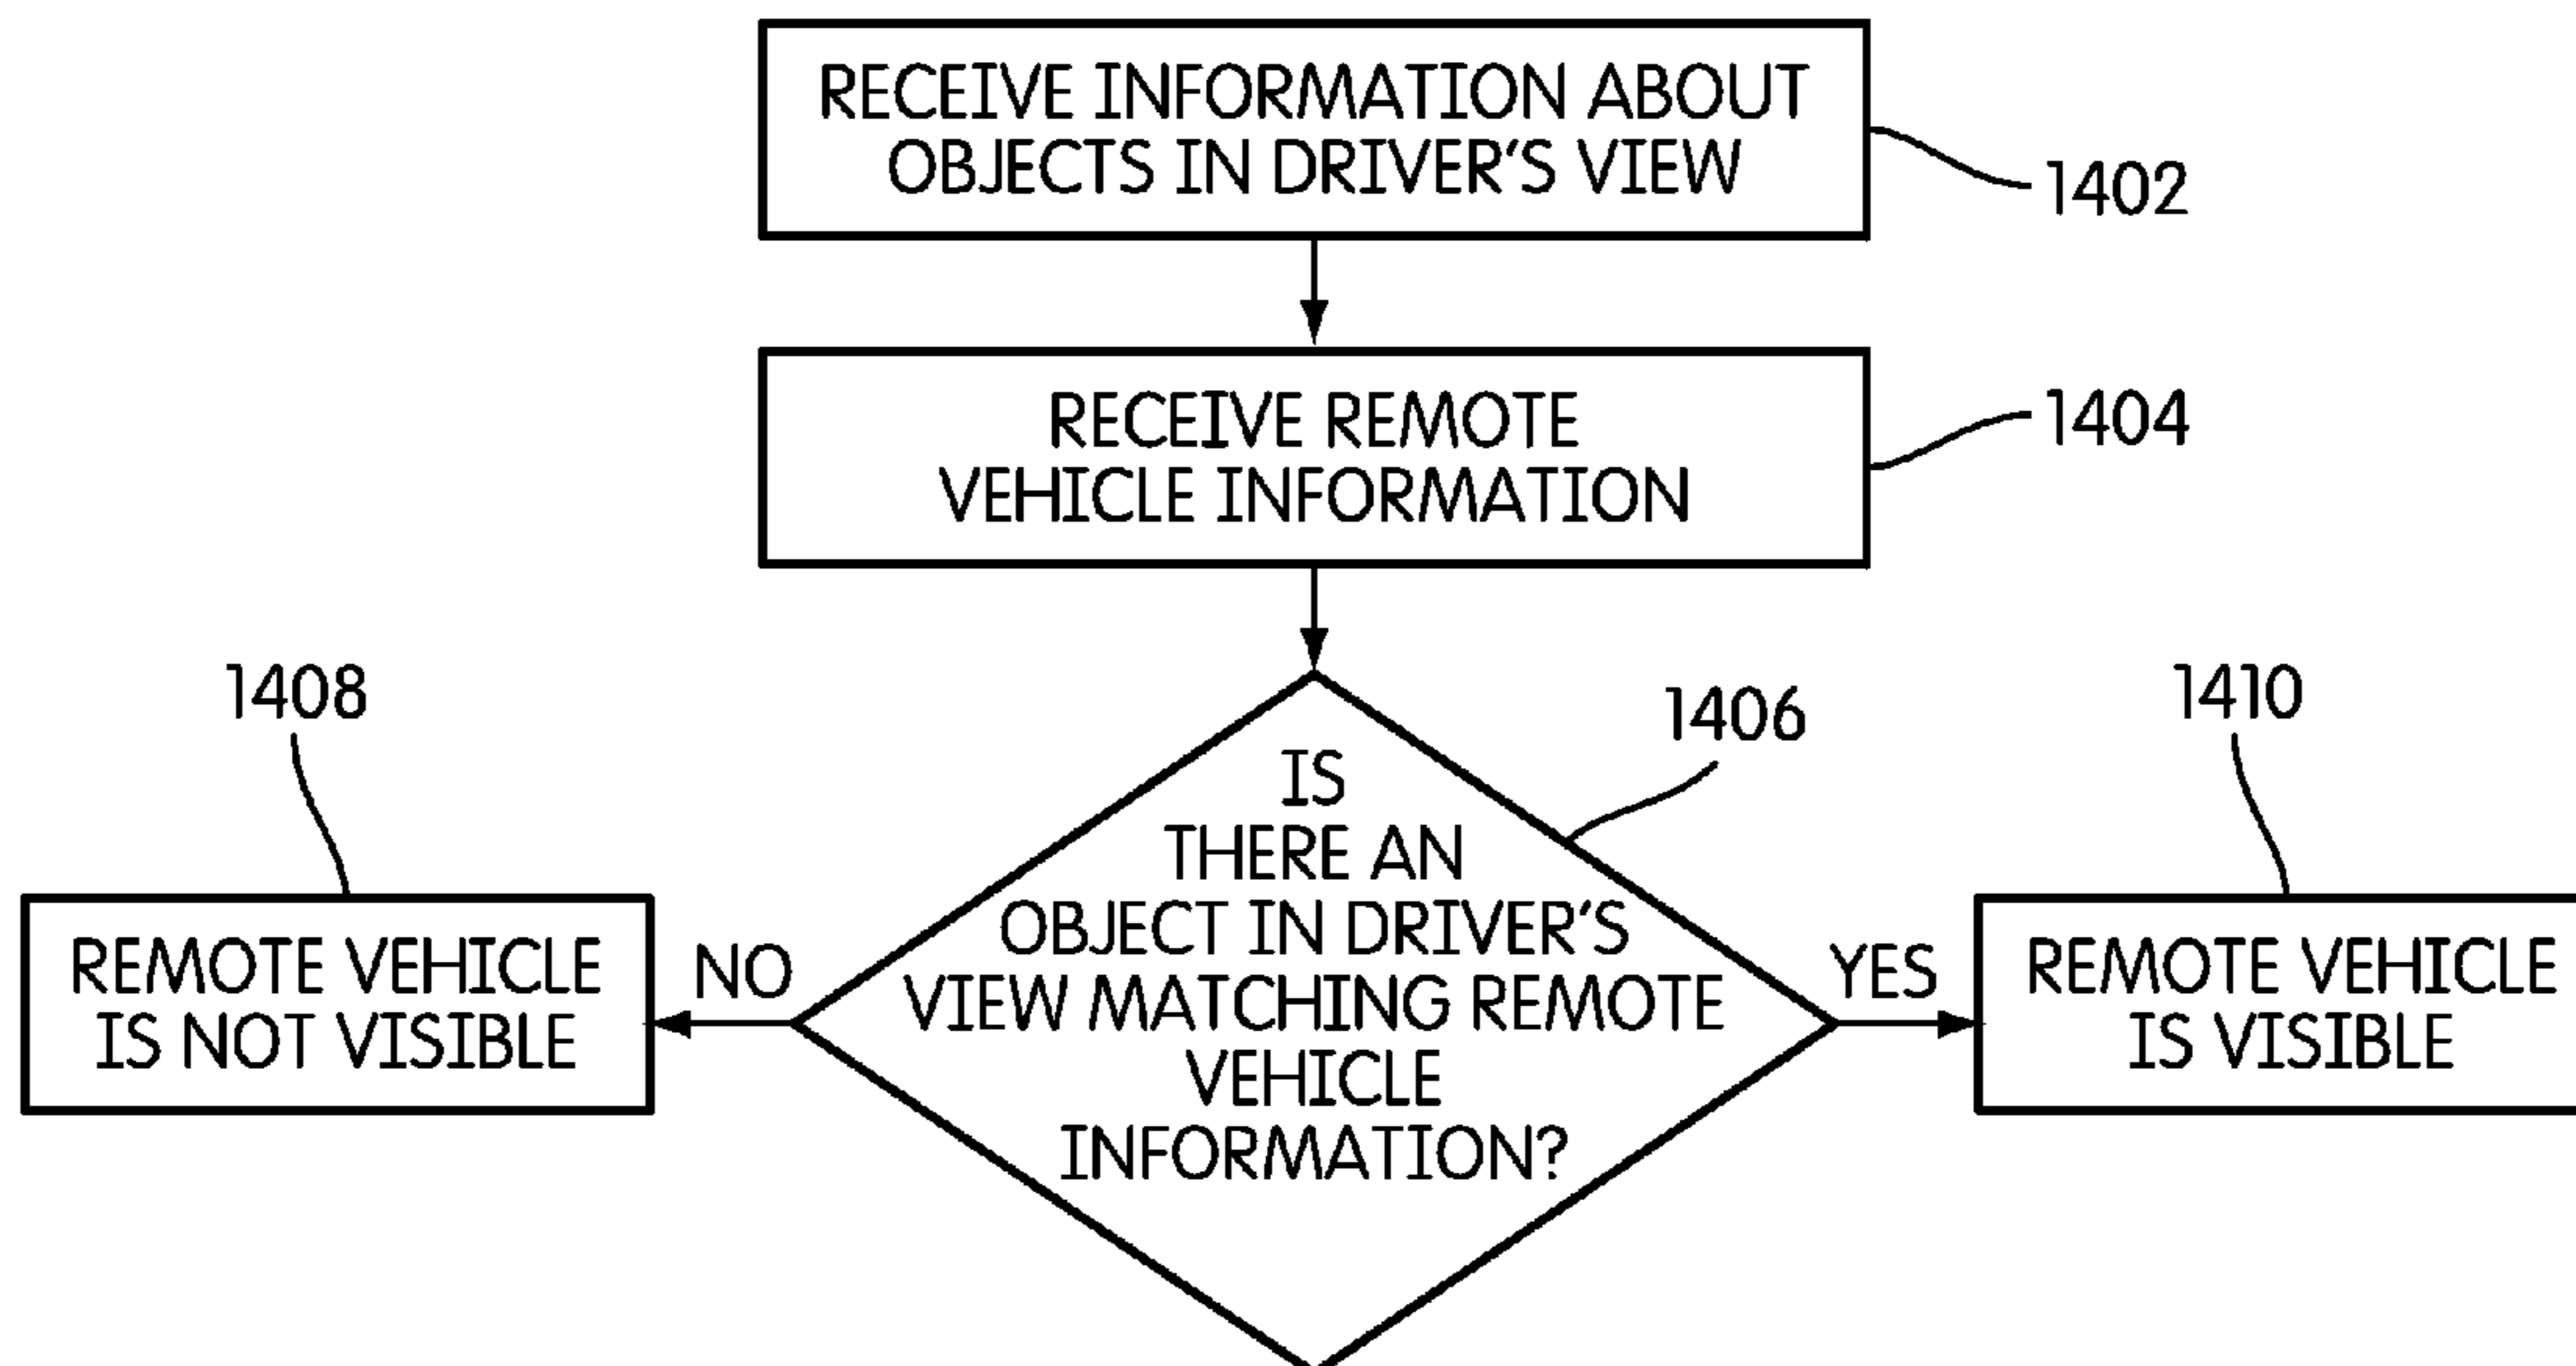 RECEIVE INFORMATION ABOUT
OBJECTS IN DRIVER'S VIEW
1402
RECEIVE REMOTE
VEHICLE INFORMATION
1404
1408
1406
1410
IS
THERE AN
OBJECT IN DRIVER'S
VIEW MATCHING REMOTE
VEHICLE
INFORMATION?
NO
REMOTE VEHICLE
IS NOT VISIBLE
YES
REMOTE VEHICLE
IS VISIBLE